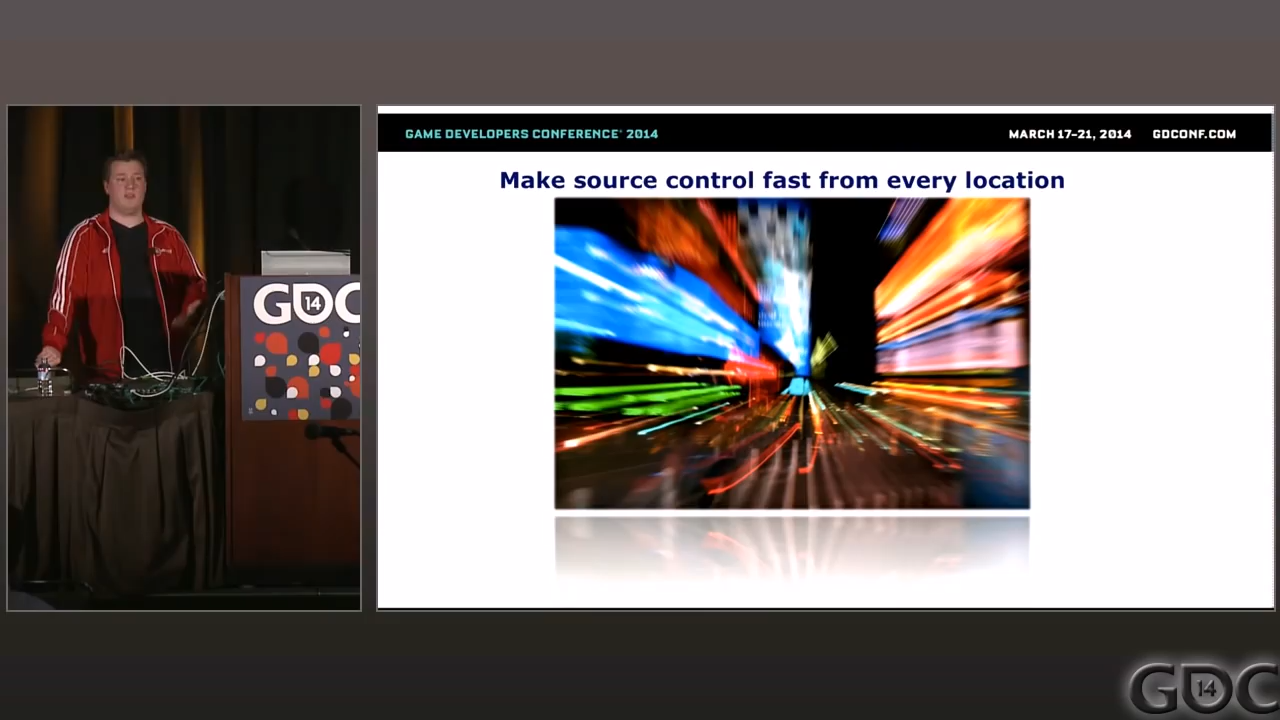 GAME DEVELOPERS CONFERENCE® 2014
MARCH 17–21, 2014 GDCONF.COM
Make source control fast from every location
GDC
14
GDC
14